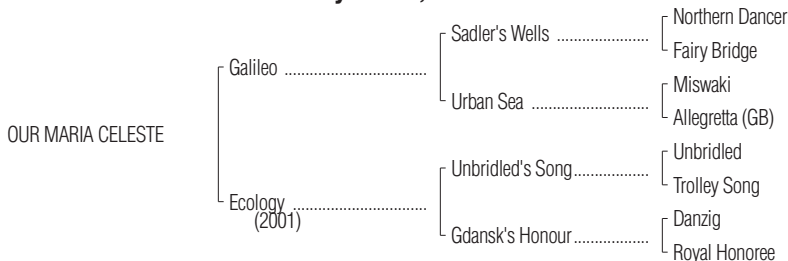 Northern Dancer
Sadler's Wells ......................
Fairy Bridge
Galileo ..................................
Miswaki
Urban Sea ............................
Allegretta (GB)
OUR MARIA CELESTE
Unbridled
Unbridled's Song..................
Trolley Song
Ecology ................................
(2001)
Danzig
Gdansk's Honour..................
Royal Honoree